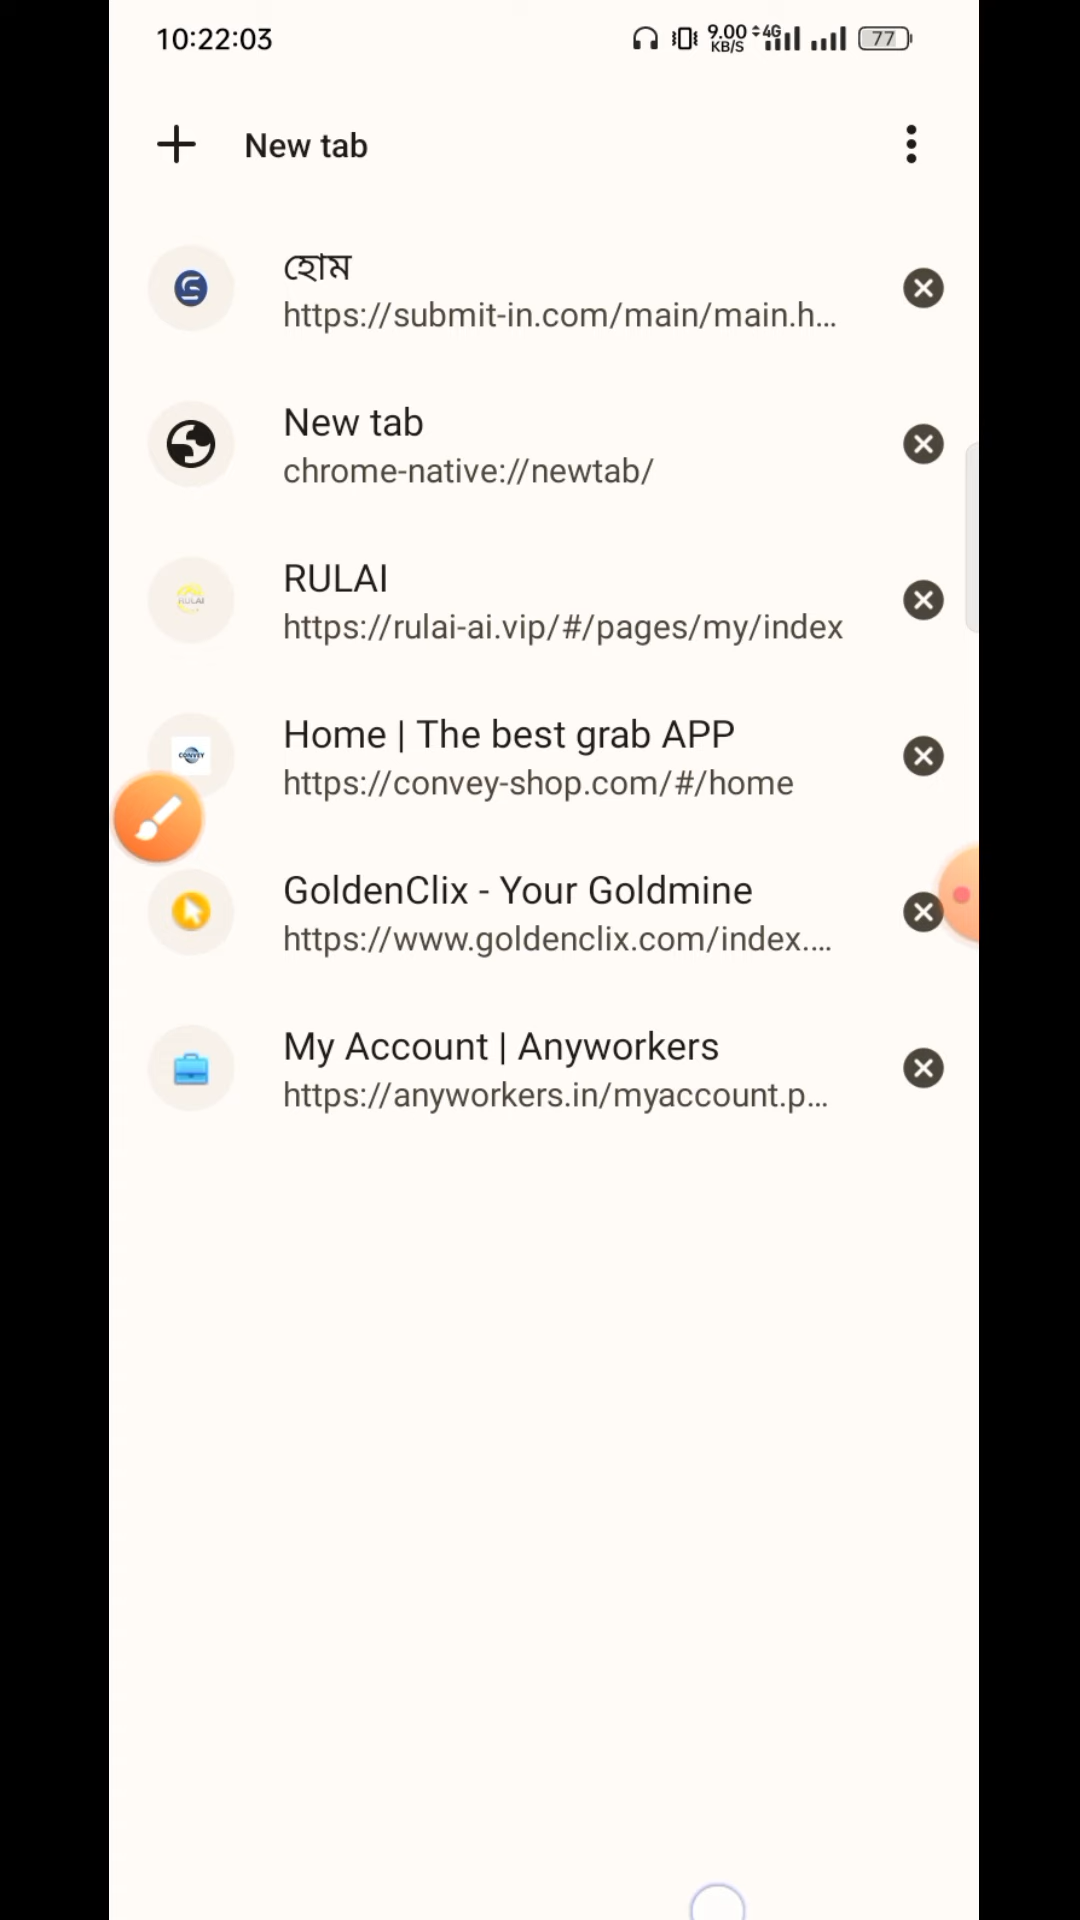 10:22:03
9.00
KB/S
4G
77
New tab
হোম
https://submit-in.com/main/main.h...
New tab
chrome-native://newtab/
RULAI
RULAI
https://rulai-ai.vip/#/pages/my/index
Home | The best grab APP
CONVEY
https://convey-shop.com/#/home
GoldenClix - Your Goldmine
https://www.goldenclix.com/index....
My Account | Anyworkers
https://anyworkers.in/myaccount.p...